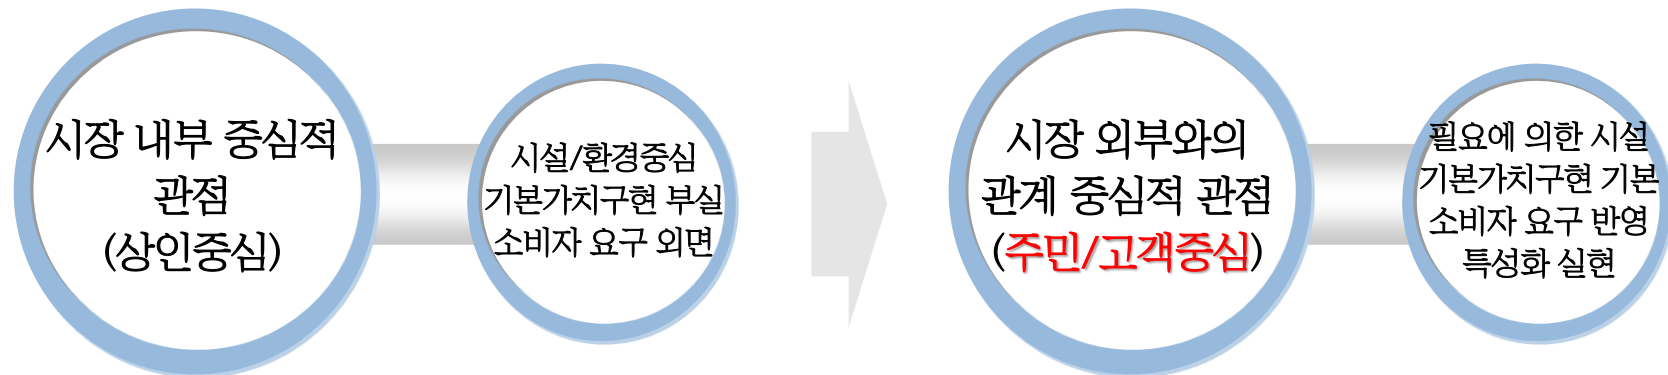 시장 내부 중심적
관점
(상인중심)
시설/환경중심
기본가치구현 부실
소비자 요구 외면
시장 외부와의
관계 중심적 관점
(주민/고객중심)
필요에 의한 시설
기본가치구현 기본
소비자 요구 반영
특성화 실현